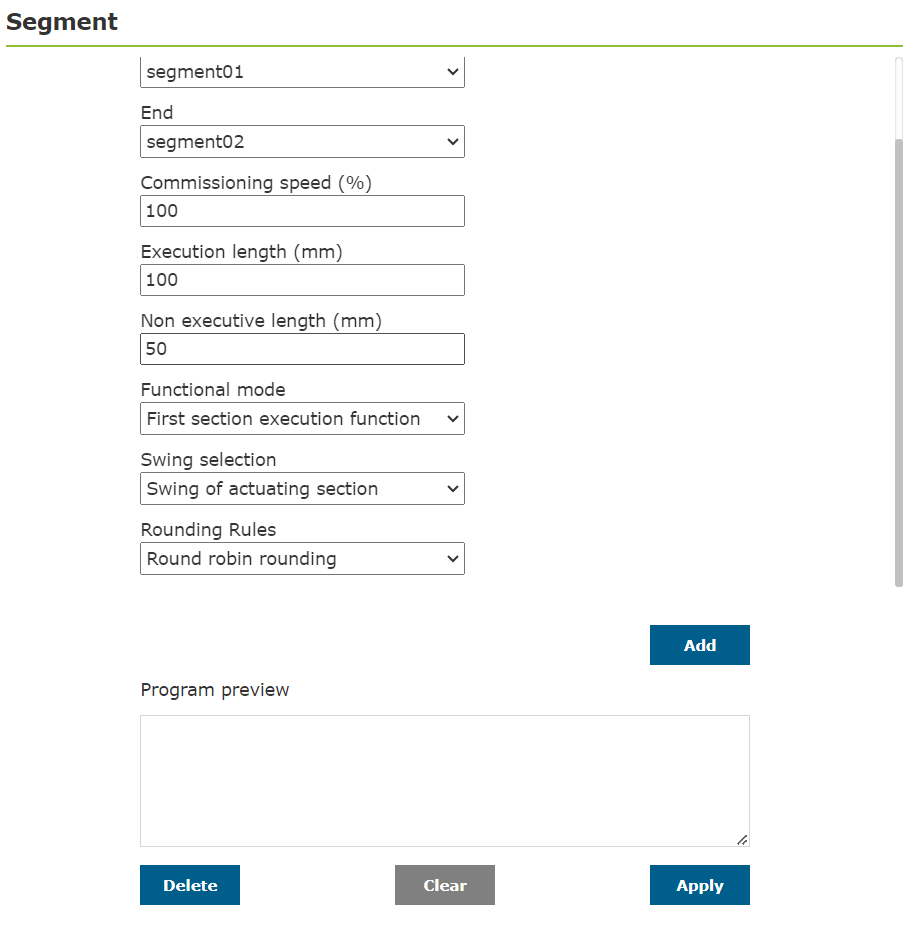 Segment
segment01
End
segment02
Commissioning speed (%)
100
Execution length (mm)
100
Non executive length (mm)
50
Functional mode
First section execution function
Swing selection
Swing of actuating section
Rounding Rules
Round robin rounding
Add
Program preview
Delete
Clear
Apply